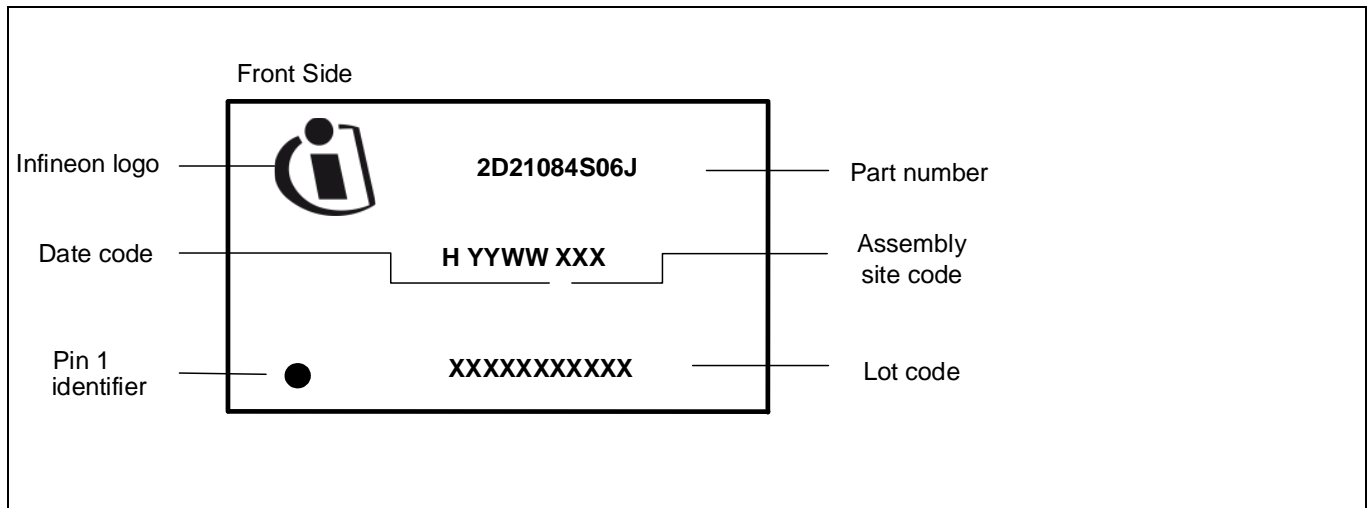 Front Side
Infineon logo
2D21084S06J
Part number
Date code
H YYWW XXX
Assembly
site code
Pin 1
identifier
XXXXXXXXXXX
Lot code